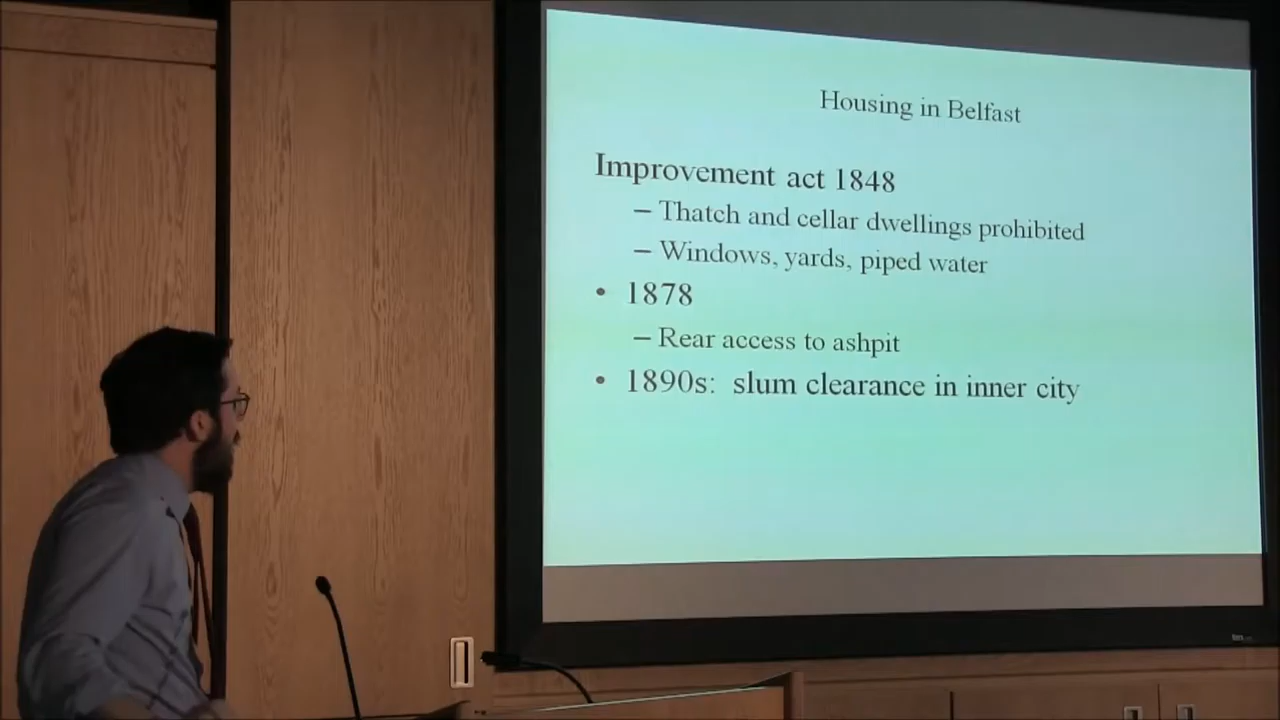 Housing in Belfast
Improvement act 1848
– Thatch and cellar dwellings prohibited
– Windows, yards, piped water
• 1878
– Rear access to ashpit
• 1890s: slum clearance in inner city